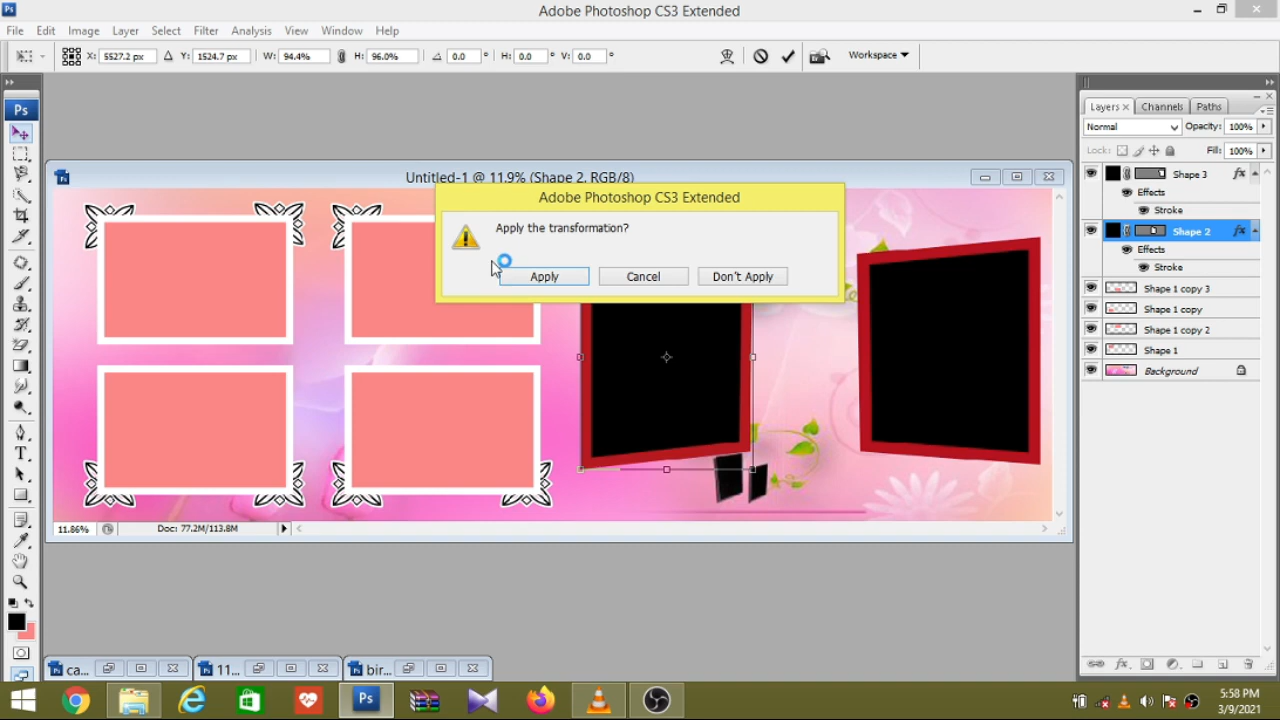 Adobe Photoshop CS3 Extended
File Edit Image Layer Select Filter Analysis View Window Help
X: 5527.2 px Y: 1524.7 px W: 94.4% H: 96.0% 0.0 ° H: 0.0 ° V: 0.0 ° Workspace
Ps
Layers × Channels Paths
Normal Opacity: 100%
Lock: Fill: 100%
Untitled-1 @ 11.9% (Shape 2, RGB/8)
Adobe Photoshop CS3 Extended
Apply the transformation?
Apply Cancel Don't Apply
Shape 3 fx
Effects
Stroke
Shape 2 fx
Effects
Stroke
Shape 1 copy 3
Shape 1 copy
Shape 1 copy 2
Shape 1
Background
T
11.86% Doc: 77.2M/113.8M
ca... 11... bir...
Ps
5:58 PM
3/9/2021